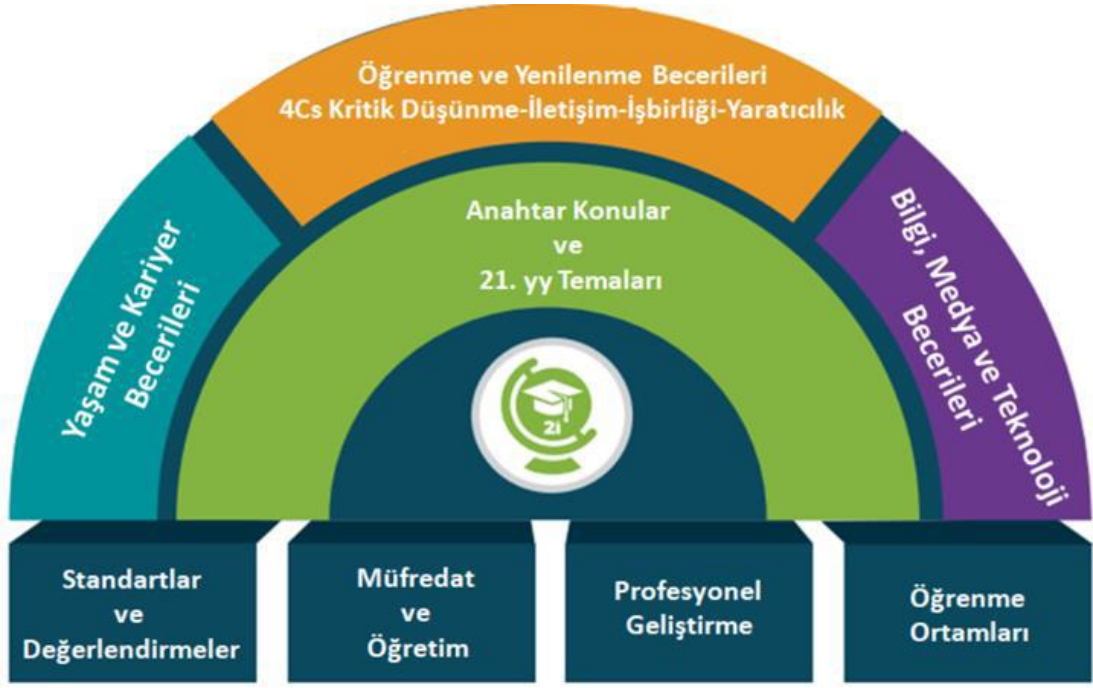 Öğrenme ve Yenilenme Becerileri
4Cs Kritik Düşünme-İletişim-İşbirliği-Yaratıcılık
Yaşam ve Kariyer
Becerileri
Anahtar Konular
ve
21. yy Temaları
Bilgi, Medya ve Teknoloji
Becerileri
2i
Standartlar
ve
Değerlendirmeler
Müfredat
ve
Öğretim
Profesyonel
Geliştirme
Öğrenme
Ortamları